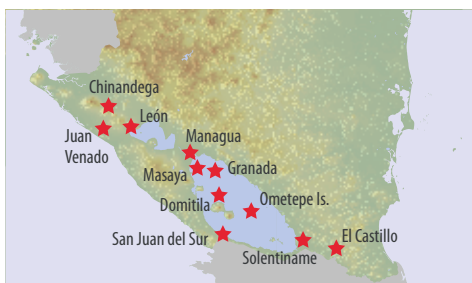 Chinandega
León
Juan
Venado
Managua
Masaya
Granada
Domitila
Ometepe Is.
San Juan del Sur
El Castillo
Solentiname